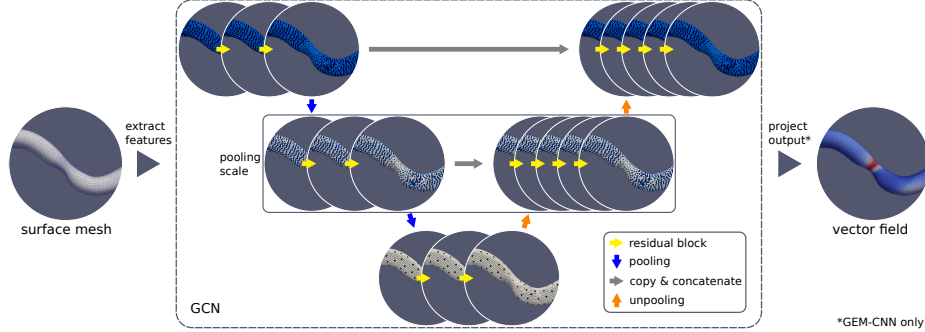 extract
features
surface mesh
pooling
scale
GCN
residual block
pooling
copy & concatenate
unpooling
project
output*
vector field
*GEM-CNN only